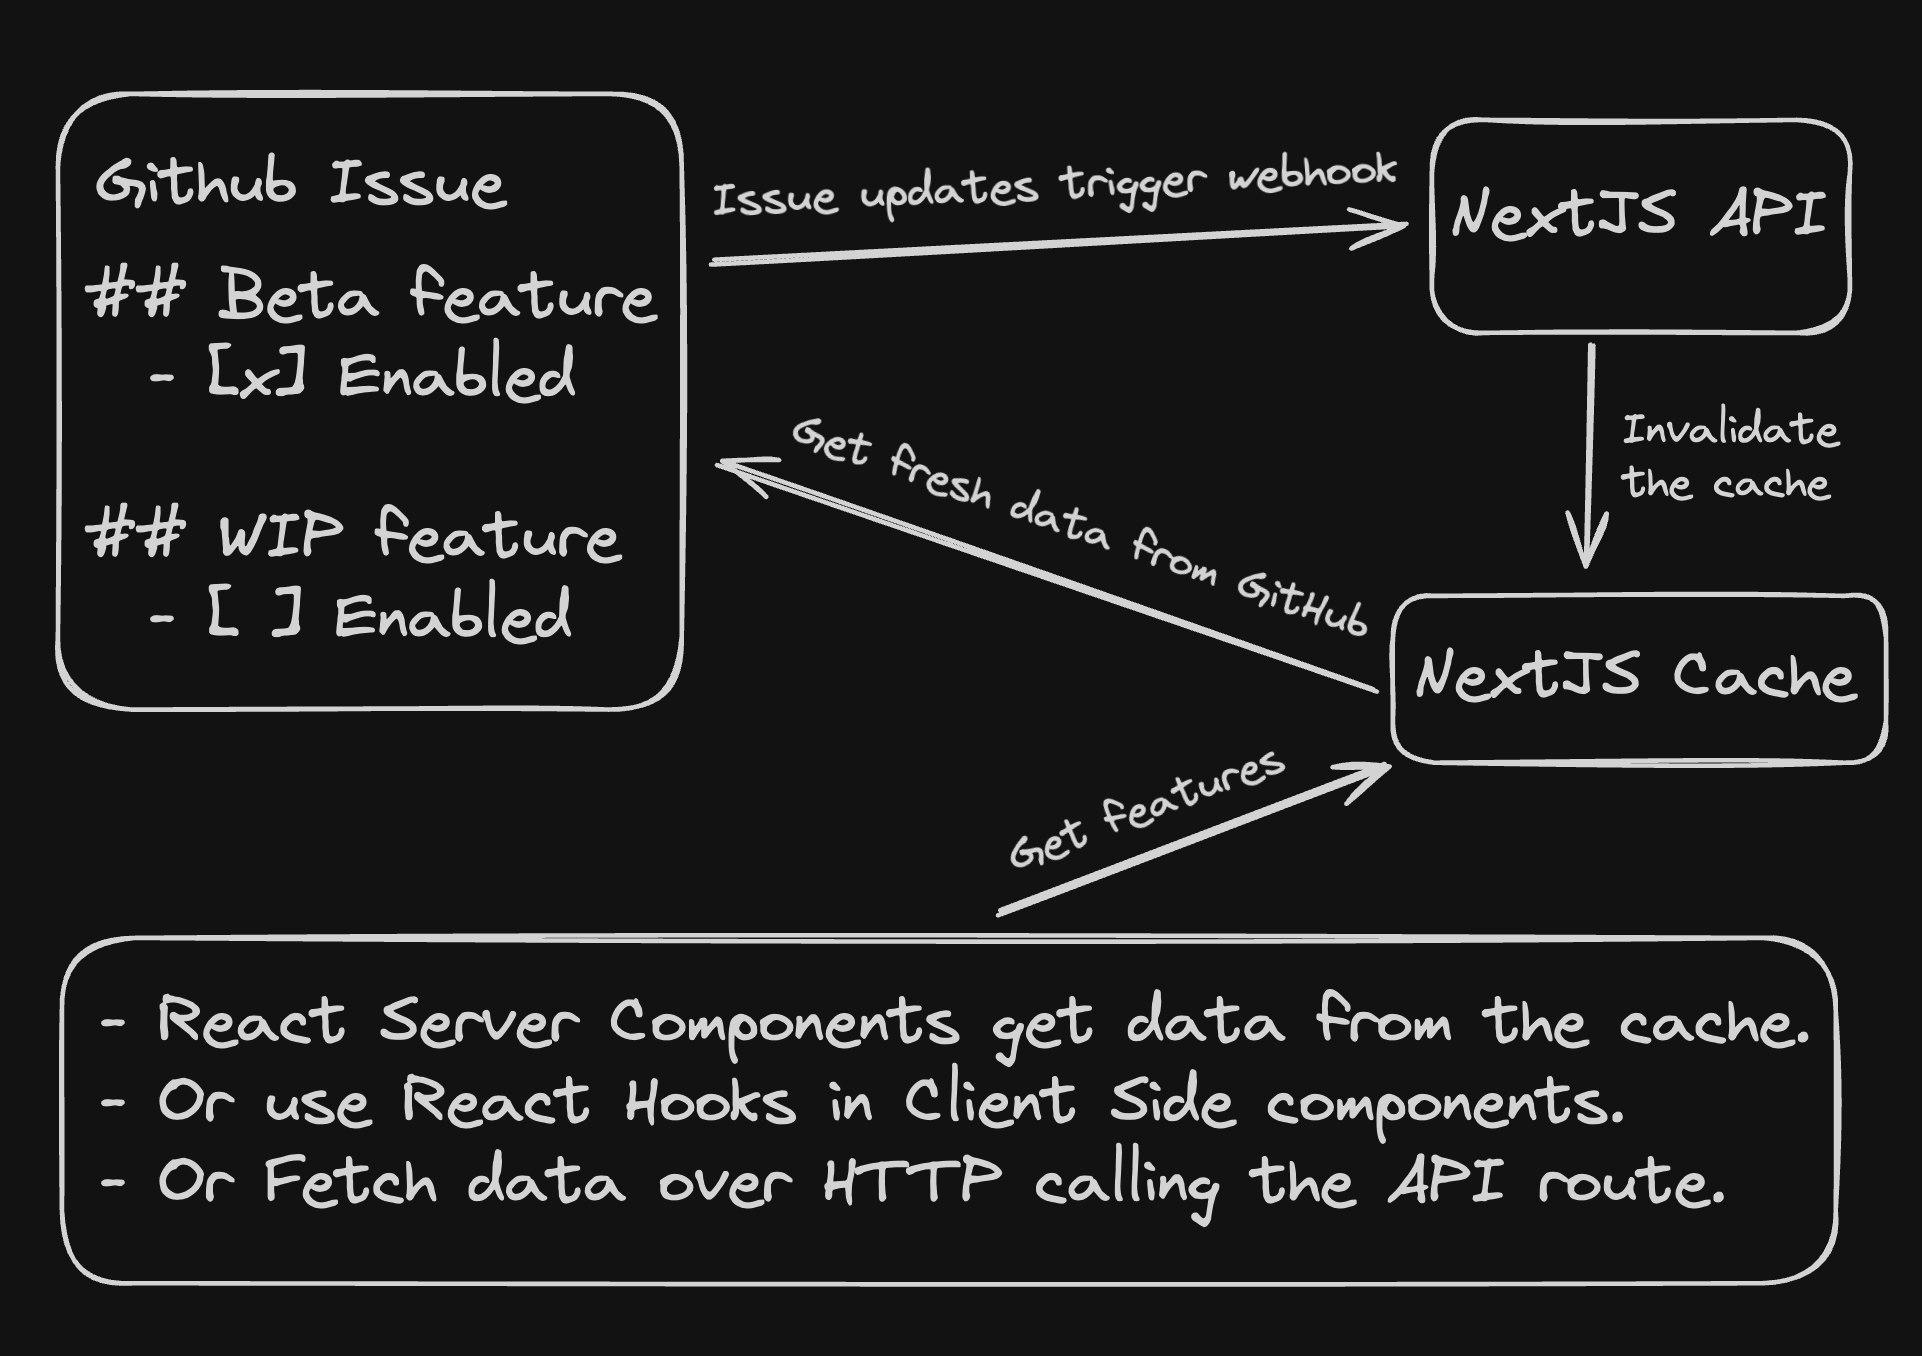 Github Issue
## Beta feature
- [x] Enabled
## WIP feature
- [ ] Enabled
Issue updates trigger webhook
NextJS API
Invalidate
the cache
Get fresh data from GitHub
NextJS Cache
Get features
- React Server Components get data from the cache.
- Or use React Hooks in Client Side components.
- Or Fetch data over HTTP calling the API route.